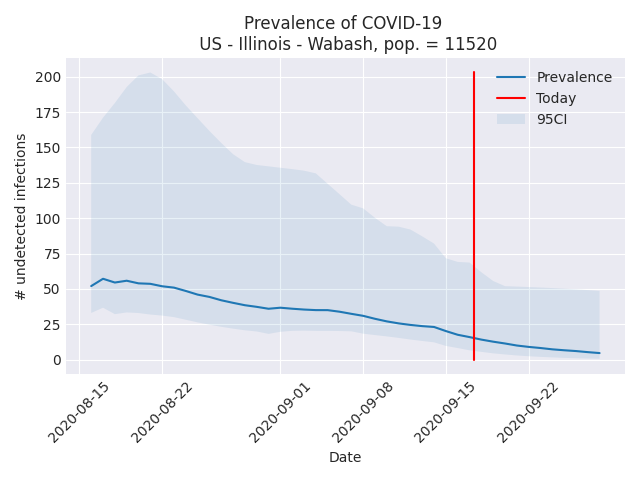 Prevalence of COVID-19
US - Illinois - Wabash, pop. = 11520
Prevalence
Today
95CI
200
175
150
125
100
75
50
25
0
# undetected infections
2020-08-15
2020-08-22
2020-09-01
2020-09-08
2020-09-15
2020-09-22
Date